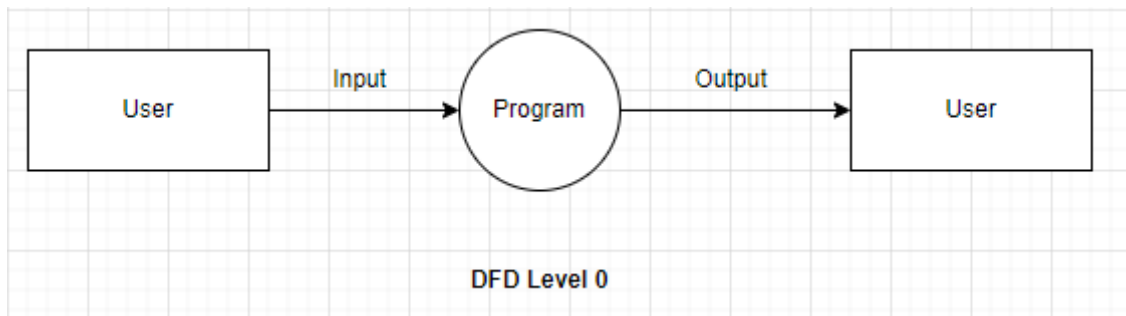 Input
Output
User
Program
User
DFD Level 0